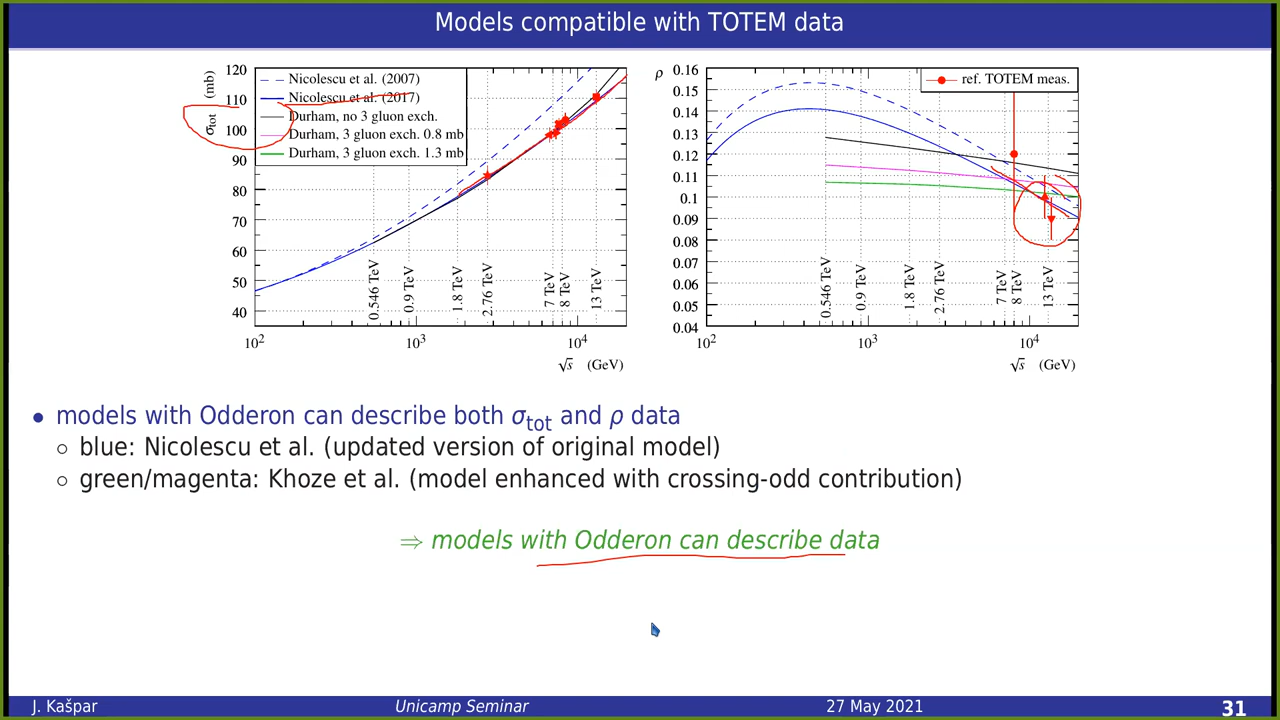 Models compatible with TOTEM data
120
110
100
90
80
70
60
50
40
σtot (mb)
Nicolescu et al. (2007)
Nicolescu et al. (2017)
Durham, no 3 gluon exch.
Durham, 3 gluon exch. 0.8 mb
Durham, 3 gluon exch. 1.3 mb
0.546 TeV
0.9 TeV
1.8 TeV
2.76 TeV
7 TeV
8 TeV
13 TeV
10² 10³ 10⁴
√s (GeV)
ρ
0.16
0.15
0.14
0.13
0.12
0.11
0.1
0.09
0.08
0.07
0.06
0.05
0.04
ref. TOTEM meas.
0.546 TeV
0.9 TeV
1.8 TeV
2.76 TeV
7 TeV
8 TeV
13 TeV
10² 10³ 10⁴
√s (GeV)
• models with Odderon can describe both σtot and ρ data
○ blue: Nicolescu et al. (updated version of original model)
○ green/magenta: Khoze et al. (model enhanced with crossing-odd contribution)
⇒ models with Odderon can describe data
J. Kašpar Unicamp Seminar 27 May 2021 31